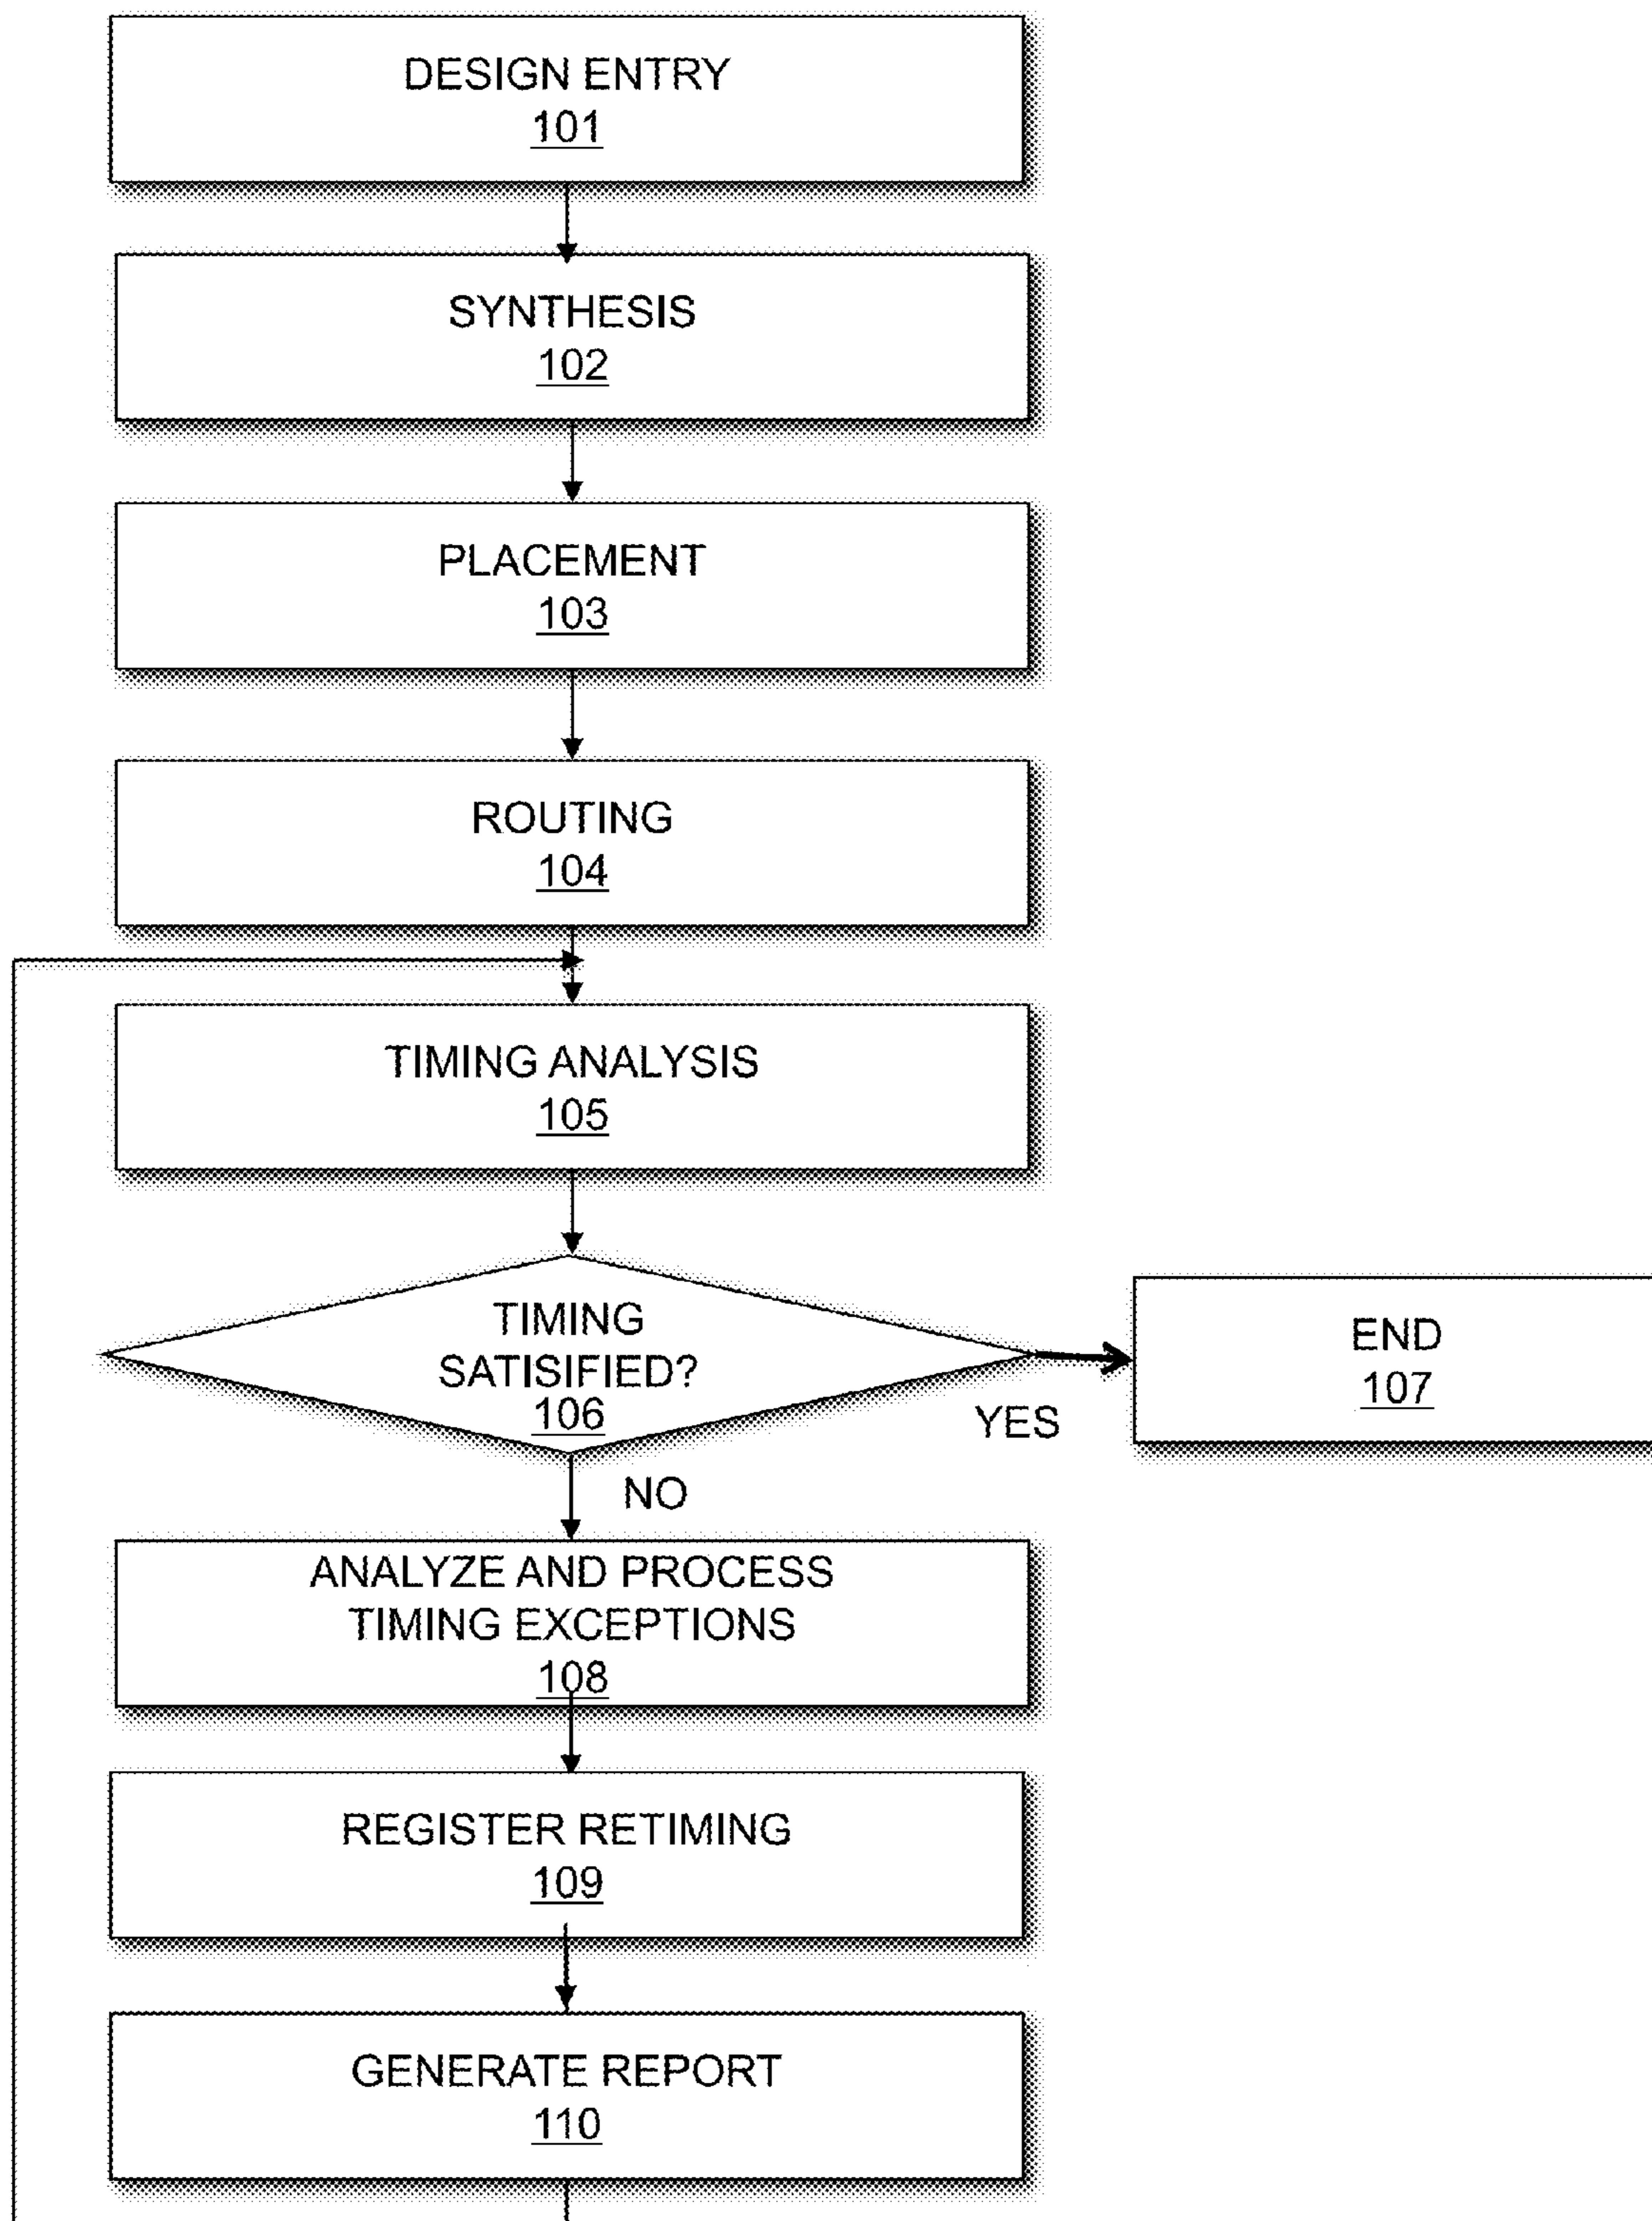 DESIGN ENTRY
101
SYNTHESIS
102
PLACEMENT
103
ROUTING
104
TIMING ANALYSIS
105
TIMING
SATISIFIED?
106
YES
END
107
NO
ANALYZE AND PROCESS
TIMING EXCEPTIONS
108
REGISTER RETIMING
109
GENERATE REPORT
110